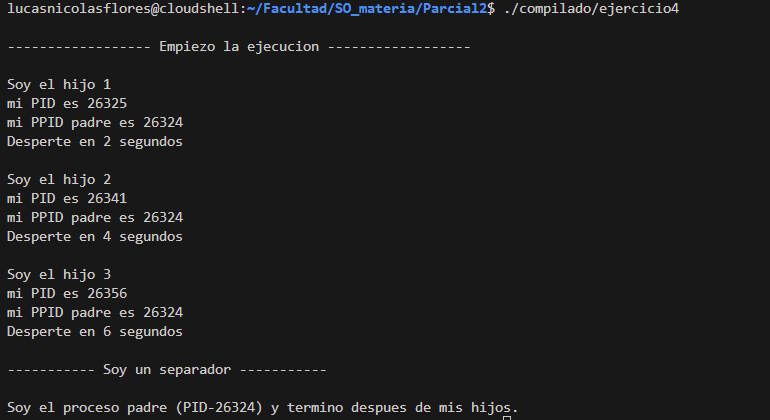 lucasnicolasflores@cloudshell:~/Facultad/SO_materia/Parcial2$ ./compilado/ejercicio4
----------------- Empiezo la ejecucion -----------------
Soy el hijo 1
mi PID es 26325
mi PPID padre es 26324
Desperte en 2 segundos
Soy el hijo 2
mi PID es 26341
mi PPID padre es 26324
Desperte en 4 segundos
Soy el hijo 3
mi PID es 26356
mi PPID padre es 26324
Desperte en 6 segundos
----------- Soy un separador -----------
Soy el proceso padre (PID-26324) y termino despues de mis hijos.